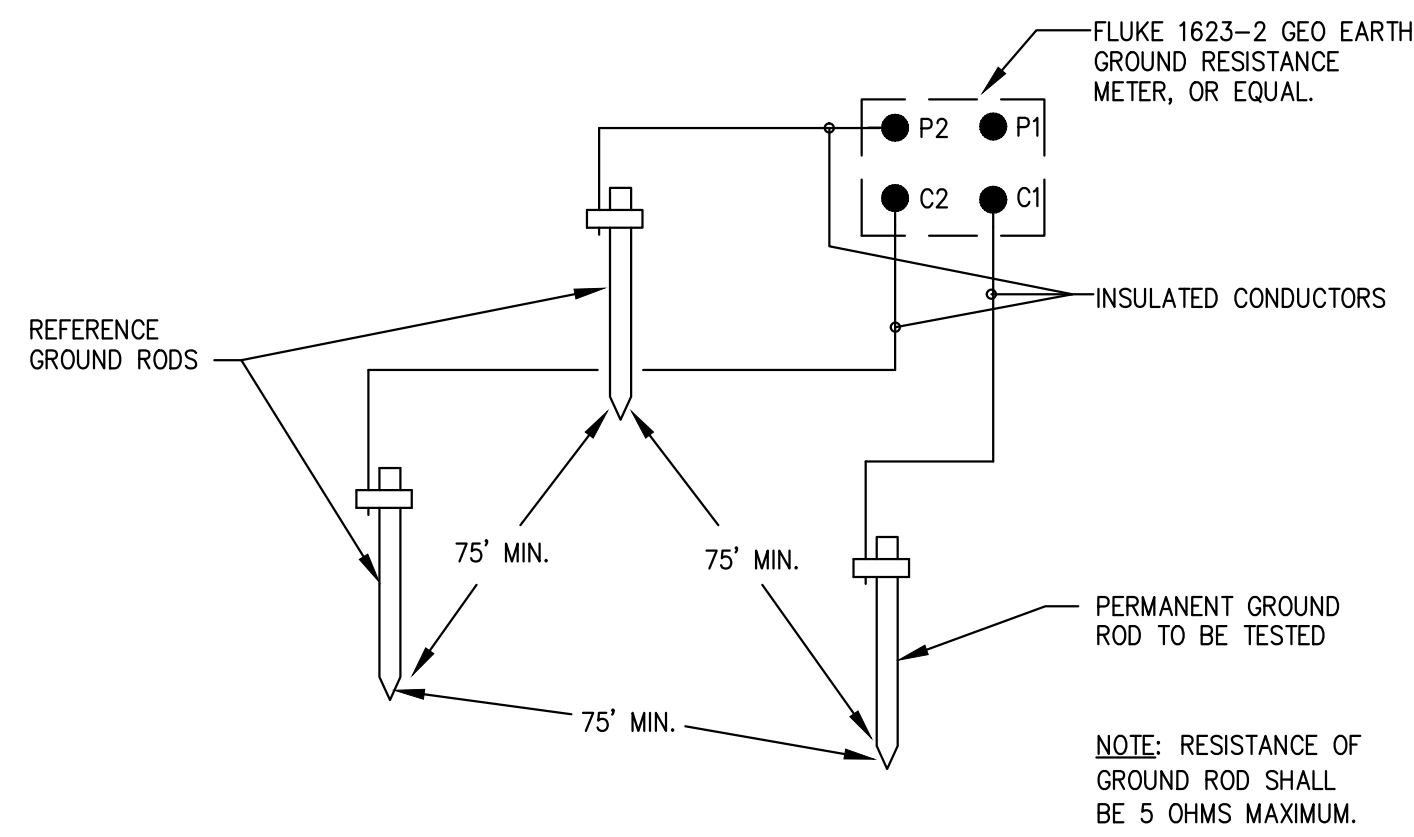 FLUKE 1623-2 GEO EARTH
GROUND RESISTANCE
METER, OR EQUAL.
P2
P1
C2
C1
INSULATED CONDUCTORS
REFERENCE
GROUND RODS
75' MIN.
75' MIN.
PERMANENT GROUND
ROD TO BE TESTED
75' MIN.
NOTE: RESISTANCE OF
GROUND ROD SHALL
BE 5 OHMS MAXIMUM.